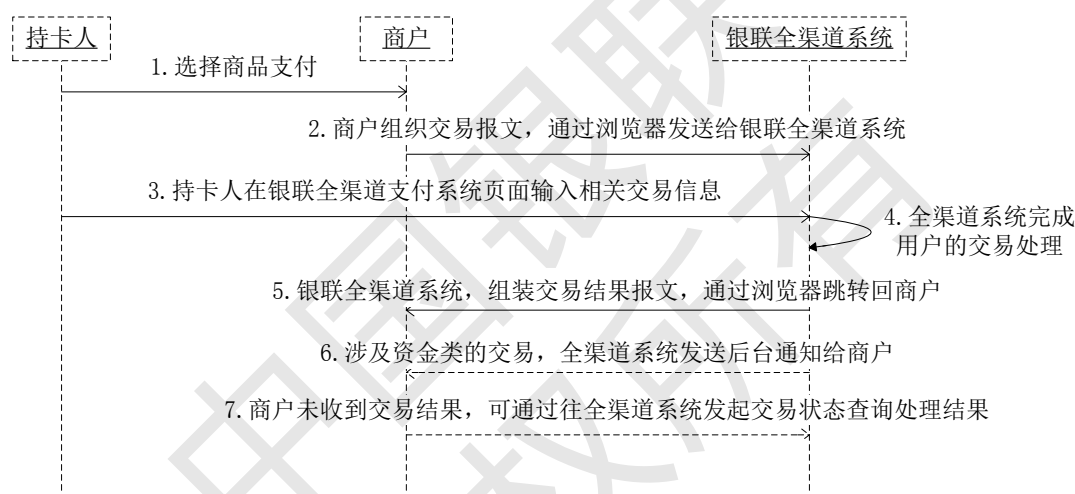 持卡人
商户
银联全渠道系统
1.选择商品支付
2.商户组织交易报文，通过浏览器发送给银联全渠道系统
3.持卡人在银联全渠道支付系统页面输入相关交易信息
4.全渠道系统完成
用户的交易处理
5.银联全渠道系统，组装交易结果报文，通过浏览器跳转回商户
6.涉及资金类的交易，全渠道系统发送后台通知给商户
7.商户未收到交易结果，可通过往全渠道系统发起交易状态查询处理结果
中国银联
权所有